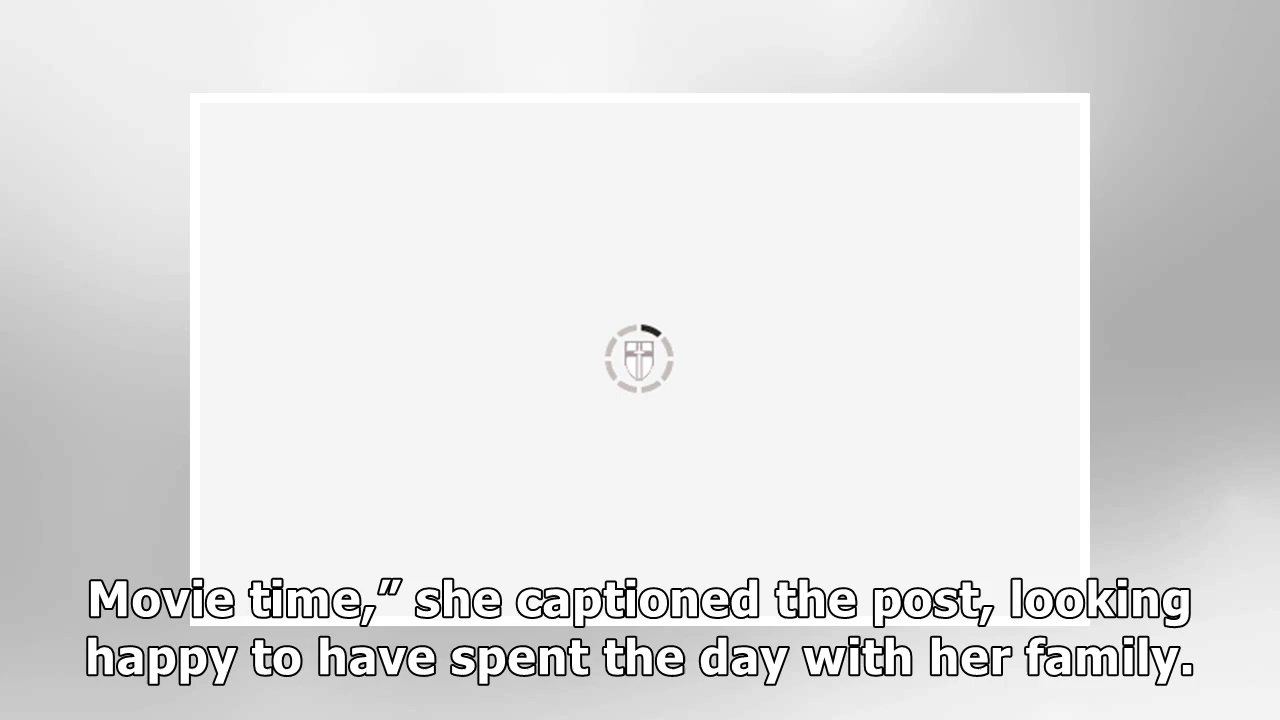 Movie time,” she captioned the post, looking
happy to have spent the day with her family.